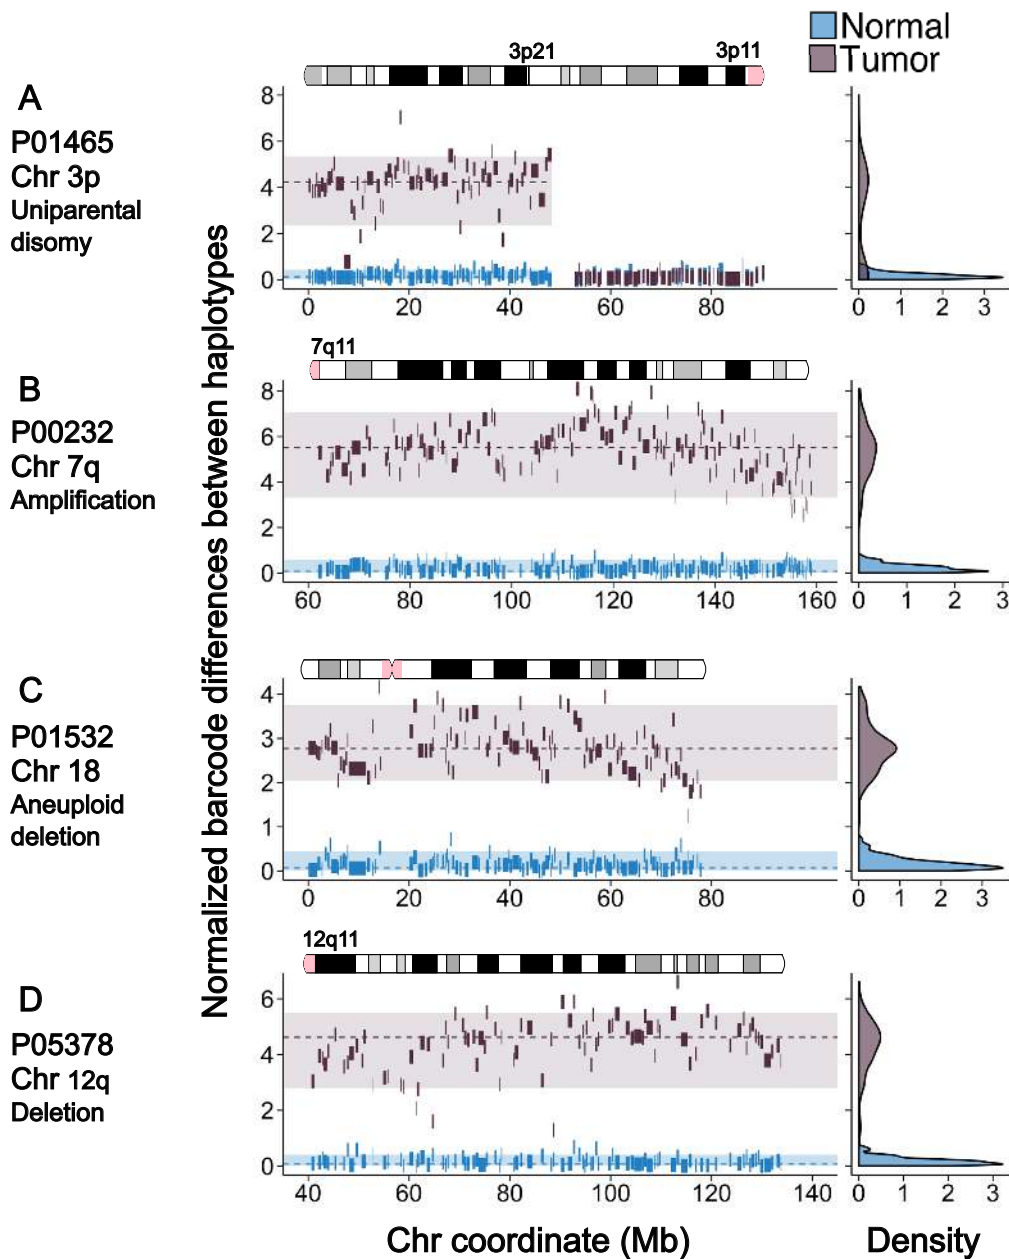 Normal
Tumor
Normalized barcode differences between haplotypes
A
P01465
Chr 3p
Uniparental
disomy
3p21
3p11
8
6
4
2
0
0
20
40
60
80
0
1
2
3
B
P00232
Chr 7q
Amplification
7q11
8
6
4
2
0
60
80
100
120
140
160
0
1
2
3
C
P01532
Chr 18
Aneuploid
deletion
4
3
2
1
0
0
20
40
60
80
0
1
2
3
D
P05378
Chr 12q
Deletion
12q11
6
4
2
0
40
60
80
100
120
140
0
1
2
3
Chr coordinate (Mb)
Density